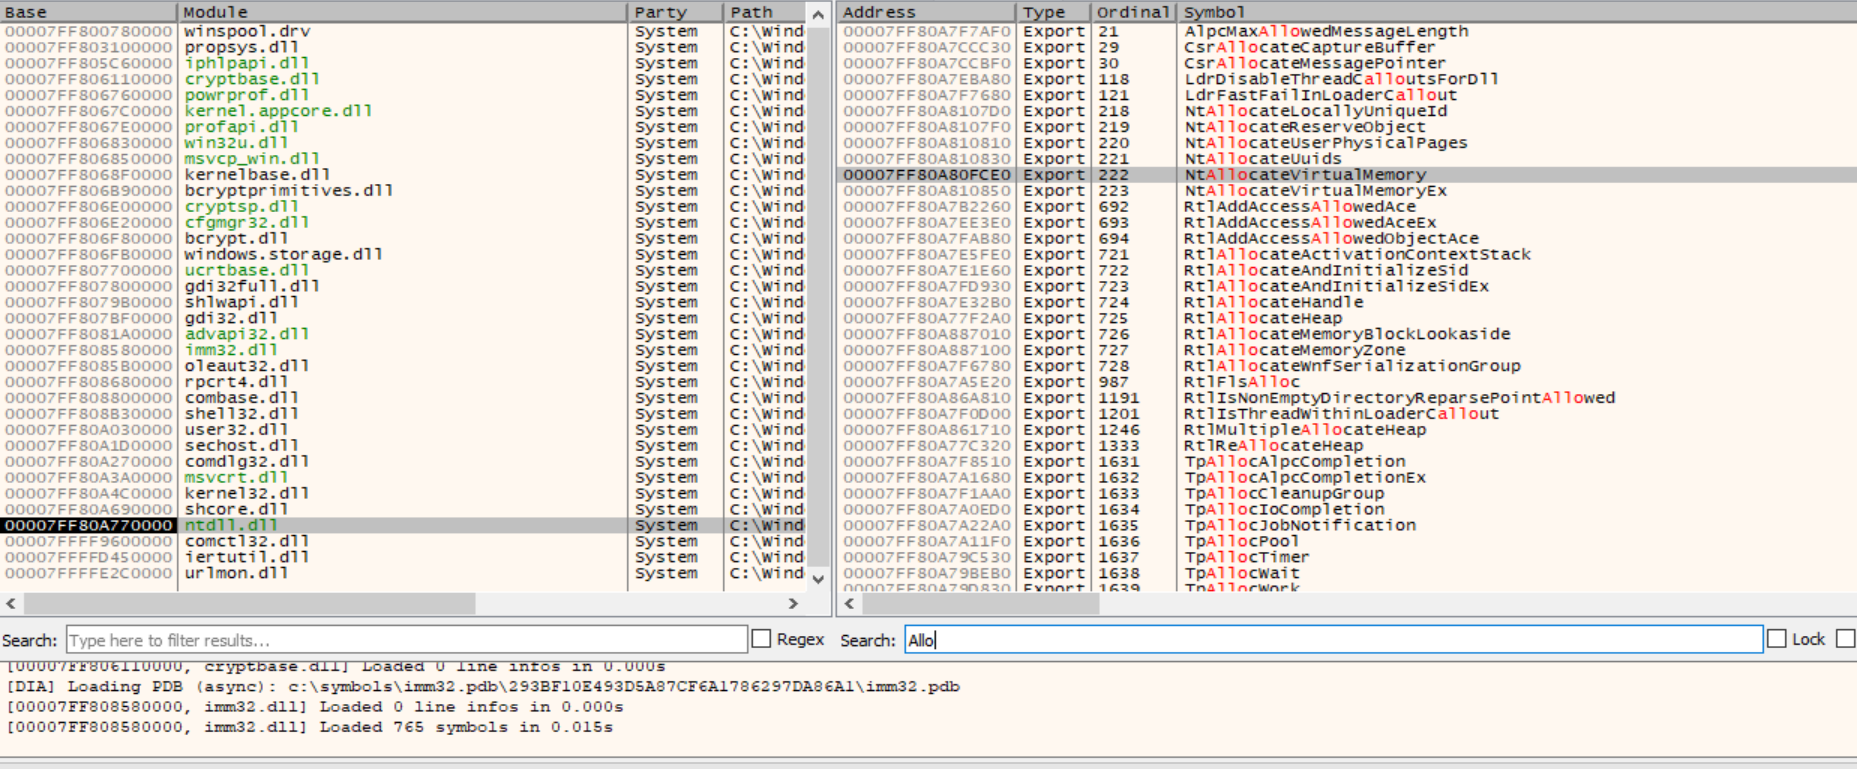 Base Module Party Path
00007FF800780000 winspool.drv System C:\Wind
00007FF803100000 propsys.dll System C:\Wind
00007FF805C60000 iphlpapi.dll System C:\Wind
00007FF806110000 cryptbase.dll System C:\Wind
00007FF806760000 powrprof.dll System C:\Wind
00007FF8067C0000 kernel.appcore.dll System C:\Wind
00007FF8067E0000 profapi.dll System C:\Wind
00007FF806830000 win32u.dll System C:\Wind
00007FF806850000 msvcp_win.dll System C:\Wind
00007FF8068F0000 kernelbase.dll System C:\Wind
00007FF806B90000 bcryptprimitives.dll System C:\Wind
00007FF806E00000 cryptsp.dll System C:\Wind
00007FF806E20000 cfgmgr32.dll System C:\Wind
00007FF806F80000 bcrypt.dll System C:\Wind
00007FF806FB0000 windows.storage.dll System C:\Wind
00007FF807700000 ucrtbase.dll System C:\Wind
00007FF807800000 gdi32full.dll System C:\Wind
00007FF8079B0000 shlwapi.dll System C:\Wind
00007FF807BF0000 gdi32.dll System C:\Wind
00007FF8081A0000 advapi32.dll System C:\Wind
00007FF808580000 imm32.dll System C:\Wind
00007FF8085B0000 oleaut32.dll System C:\Wind
00007FF808680000 rpcrt4.dll System C:\Wind
00007FF808800000 combase.dll System C:\Wind
00007FF808B30000 shell32.dll System C:\Wind
00007FF80A030000 user32.dll System C:\Wind
00007FF80A1D0000 sechost.dll System C:\Wind
00007FF80A270000 comdlg32.dll System C:\Wind
00007FF80A3A0000 msvcrt.dll System C:\Wind
00007FF80A4C0000 kernel32.dll System C:\Wind
00007FF80A690000 shcore.dll System C:\Wind
00007FF80A770000 ntdll.dll System C:\Wind
00007FFFF9600000 comctl32.dll System C:\Wind
00007FFFFD450000 iertutil.dll System C:\Wind
00007FFFFE2C0000 urlmon.dll System C:\Wind
Search: Type here to filter results... Regex
Address Type Ordinal Symbol
00007FF80A7F7AF0 Export 21 AlpcMaxAllowedMessageLength
00007FF80A7CCC30 Export 29 CsrAllocateCaptureBuffer
00007FF80A7CCBF0 Export 30 CsrAllocateMessagePointer
00007FF80A7EBA80 Export 118 LdrDisableThreadCalloutsForDll
00007FF80A7F7680 Export 121 LdrFastFailInLoaderCallout
00007FF80A8107D0 Export 218 NtAllocateLocallyUniqueId
00007FF80A8107F0 Export 219 NtAllocateReserveObject
00007FF80A810810 Export 220 NtAllocateUserPhysicalPages
00007FF80A810830 Export 221 NtAllocateUuids
00007FF80A80FCE0 Export 222 NtAllocateVirtualMemory
00007FF80A810850 Export 223 NtAllocateVirtualMemoryEx
00007FF80A7B2260 Export 692 RtlAddAccessAllowedAce
00007FF80A7EE3E0 Export 693 RtlAddAccessAllowedAceEx
00007FF80A7FAB80 Export 694 RtlAddAccessAllowedObjectAce
00007FF80A7E5FE0 Export 721 RtlAllocateActivationContextStack
00007FF80A7E1E60 Export 722 RtlAllocateAndInitializeSid
00007FF80A7FD930 Export 723 RtlAllocateAndInitializeSidEx
00007FF80A7E32B0 Export 724 RtlAllocateHandle
00007FF80A77F2A0 Export 725 RtlAllocateHeap
00007FF80A887010 Export 726 RtlAllocateMemoryBlockLookaside
00007FF80A887100 Export 727 RtlAllocateMemoryZone
00007FF80A7F6780 Export 728 RtlAllocateWnfSerializationGroup
00007FF80A7A5E20 Export 987 RtlFlsAlloc
00007FF80A86A810 Export 1191 RtlIsNonEmptyDirectoryReparsePointAllowed
00007FF80A7F0D00 Export 1201 RtlIsThreadWithinLoaderCallout
00007FF80A861710 Export 1246 RtlMultipleAllocateHeap
00007FF80A77C320 Export 1333 RtlReAllocateHeap
00007FF80A7F8510 Export 1631 TpAllocAlpcCompletion
00007FF80A7A1680 Export 1632 TpAllocAlpcCompletionEx
00007FF80A7F1AA0 Export 1633 TpAllocCleanupGroup
00007FF80A7A0ED0 Export 1634 TpAllocIoCompletion
00007FF80A7A22A0 Export 1635 TpAllocJobNotification
00007FF80A7A11F0 Export 1636 TpAllocPool
00007FF80A79C530 Export 1637 TpAllocTimer
00007FF80A79BEB0 Export 1638 TpAllocWait
00007FF80A79D830 Export 1639 TpAllocWork
Search: Allo Lock
[00007FF806110000, cryptbase.dll] Loaded 0 line infos in 0.000s
[DIA] Loading PDB (async): c:\symbols\imm32.pdb\293BF10E493D5A87CF6A1786297DA86A1\imm32.pdb
[00007FF808580000, imm32.dll] Loaded 0 line infos in 0.000s
[00007FF808580000, imm32.dll] Loaded 765 symbols in 0.015s